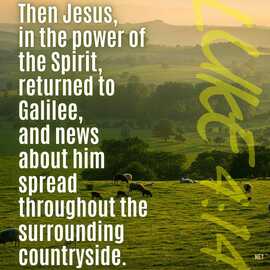 Then Jesus,
in the power of
the Spirit,
returned to
Galilee,
and news
about him
spread
throughout the
surrounding
countryside.
LUKE 4:14
NET